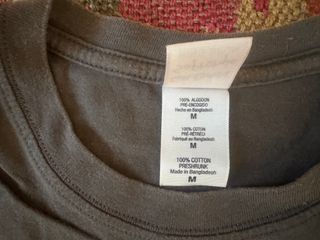 100% ALGODON
PRE-ENCOGIDO
Hecho en Bangladesh
M
100% COTON
PRÉ-RÉTRÉCI
Fabriqué au Bangladesh
M
100% COTTON
PRESHRUNK
Made in Bangladesh
M